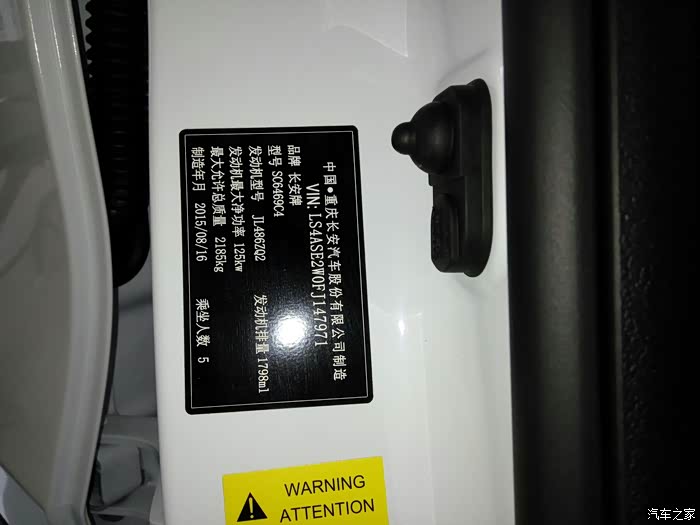 中国●重庆长安汽车股份有限公司制造
VIN: LS4ASE2W0FJ147971
品牌 长安牌
型号 SC6469C4
发动机型号 JL486ZQ2 发动机排量 1798ml
发动机最大净功率 125kw
最大允许总质量 2185kg
制造年月 2015/08/16 乘坐人数 5
WARNING
ATTENTION
汽车之家